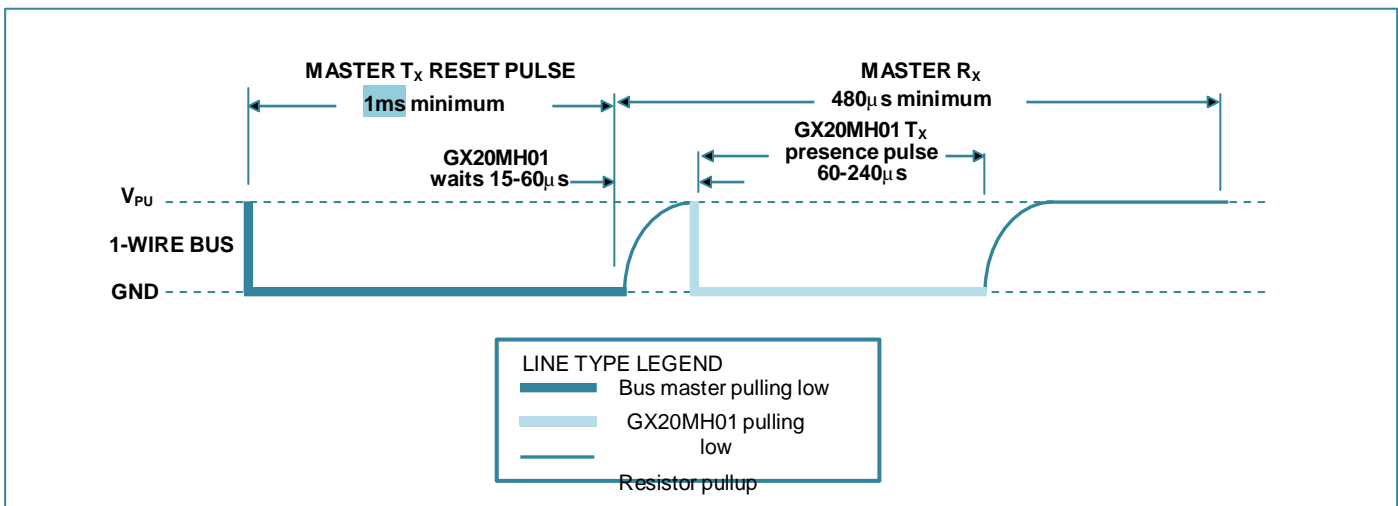 MASTER TX RESET PULSE
1ms minimum
MASTER RX
480μs minimum
GX20MH01 TX
presence pulse
60-240μs
GX20MH01
waits 15-60μs
VPU
1-WIRE BUS
GND
LINE TYPE LEGEND
Bus master pulling low
GX20MH01 pulling
low
Resistor pullup